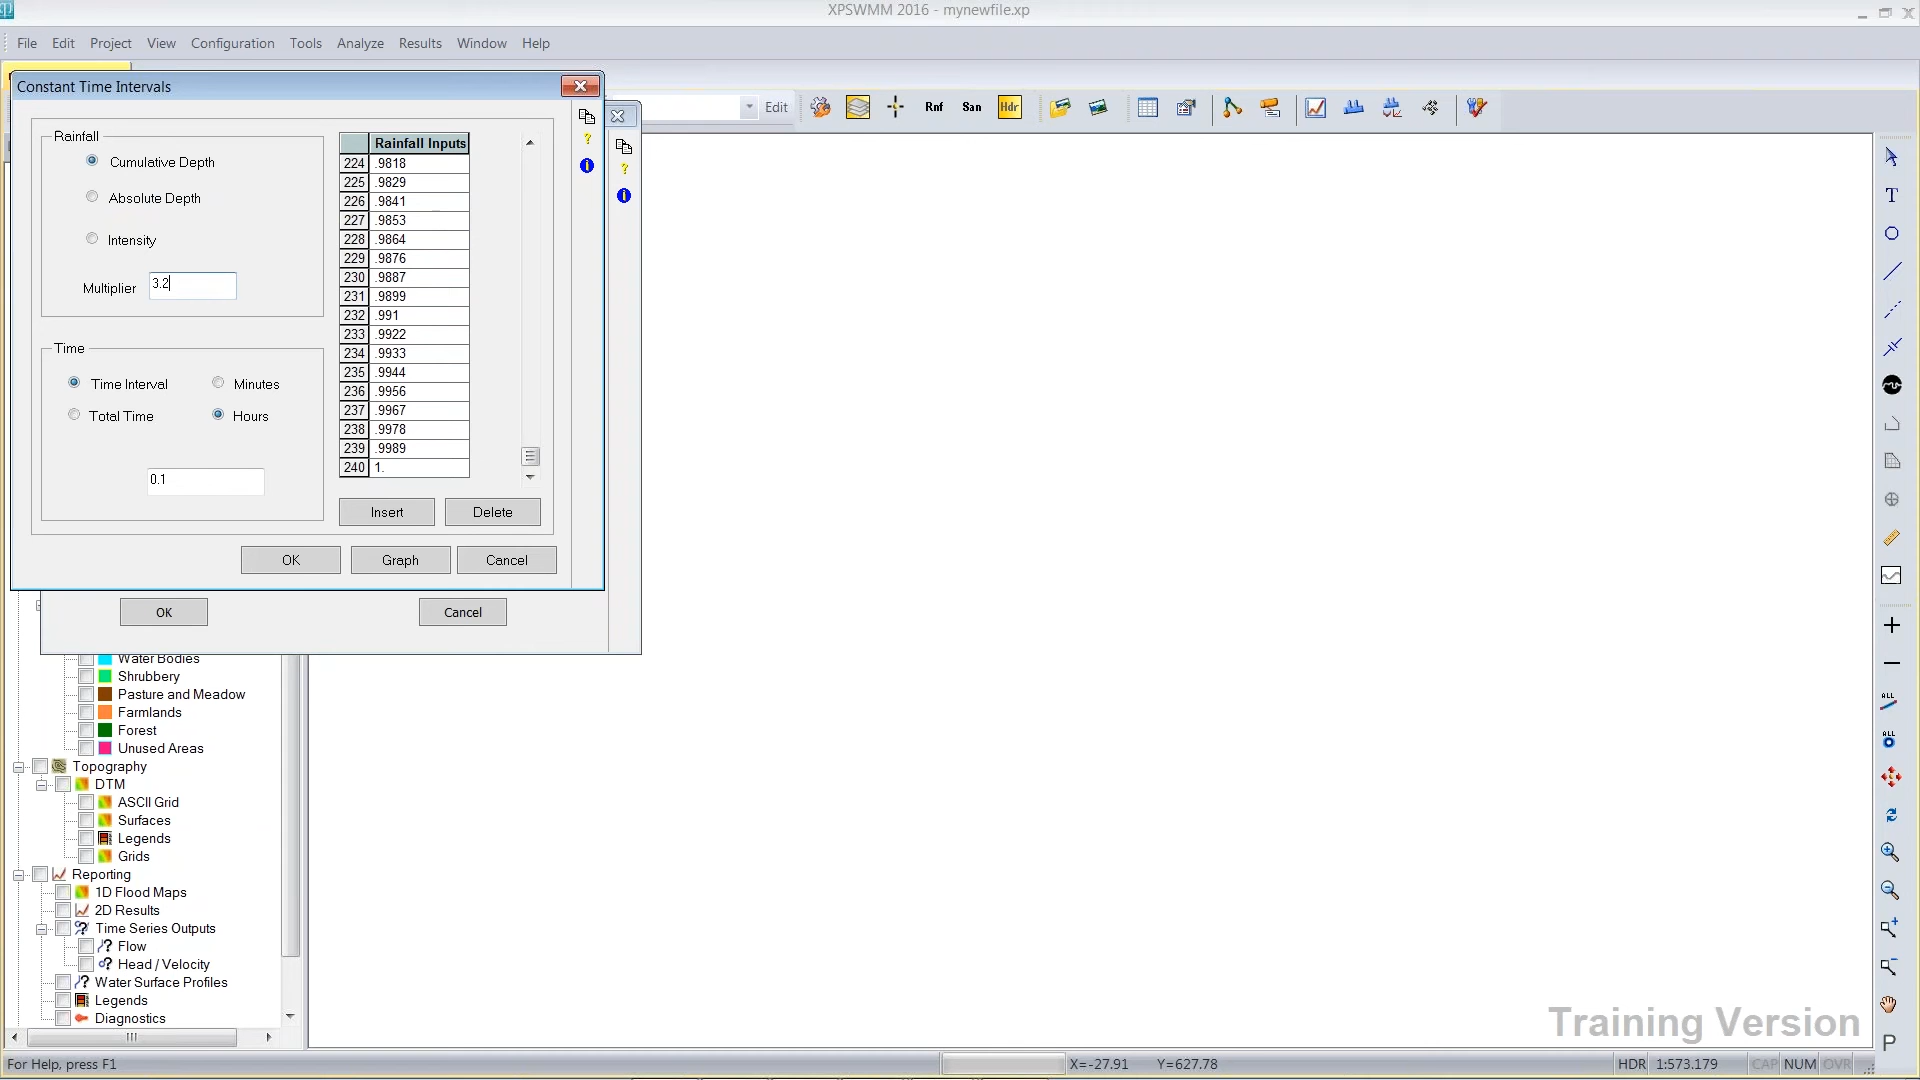 XPSWMM 2016 - mynewfile.xp
File Edit Project View Configuration Tools Analyze Results Window Help
Constant Time Intervals
Edit Rnf San Hdr
Rainfall
Cumulative Depth
Absolute Depth
Intensity
Multiplier 3.2
Time
Time Interval Minutes
Total Time Hours
0.1
Rainfall Inputs
224 .9818
225 .9829
226 .9841
227 .9853
228 .9864
229 .9876
230 .9887
231 .9899
232 .991
233 .9922
234 .9933
235 .9944
236 .9956
237 .9967
238 .9978
239 .9989
240 1.
Insert Delete
OK Graph Cancel
OK Cancel
Water Bodies
Shrubbery
Pasture and Meadow
Farmlands
Forest
Unused Areas
Topography
DTM
ASCII Grid
Surfaces
Legends
Grids
Reporting
1D Flood Maps
2D Results
Time Series Outputs
Flow
Head / Velocity
Water Surface Profiles
Legends
Diagnostics
T
ALL
ALL
P
Training Version
For Help, press F1 X=-27.91 Y=627.78 HDR 1:573.179 CAP NUM OVR